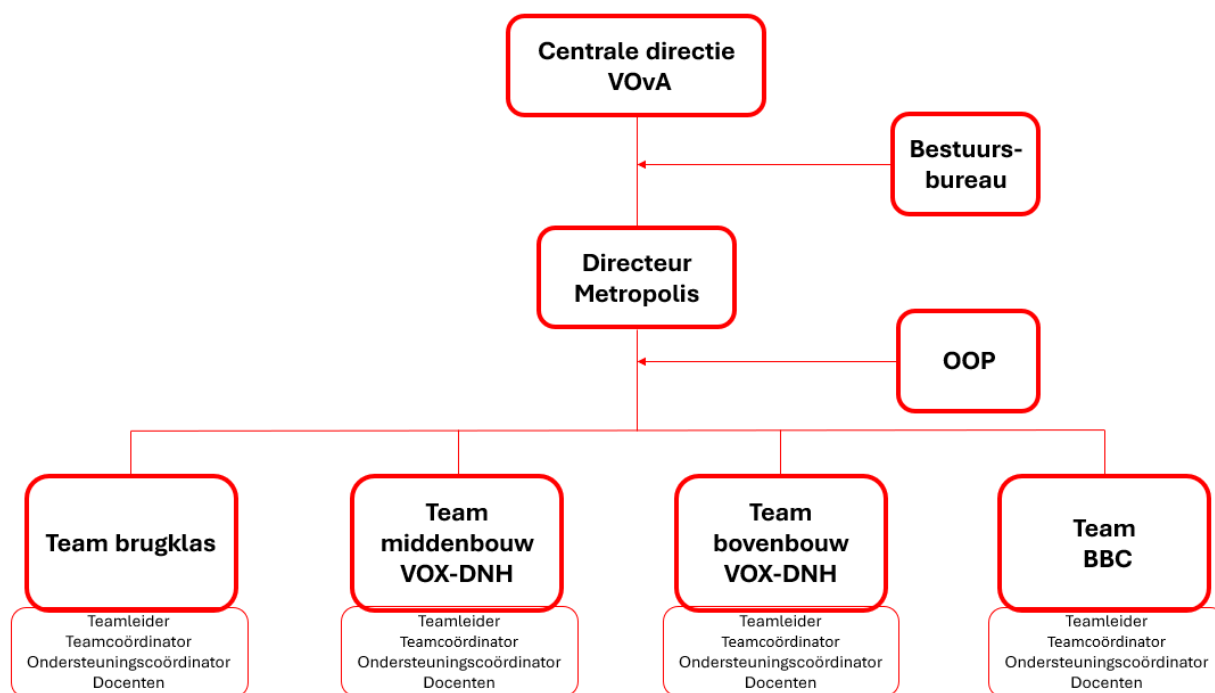 Centrale directie
VOvA
Bestuurs-
bureau
Directeur
Metropolis
OOP
Team brugklas
Team
middenbouw
VOX-DNH
Team
bovenbouw
VOX-DNH
Team
BBC
Teamleider
Teamcoördinator
Ondersteuningscoördinator
Docenten
Teamleider
Teamcoördinator
Ondersteuningscoördinator
Docenten
Teamleider
Teamcoördinator
Ondersteuningscoördinator
Docenten
Teamleider
Teamcoördinator
Ondersteuningscoördinator
Docenten